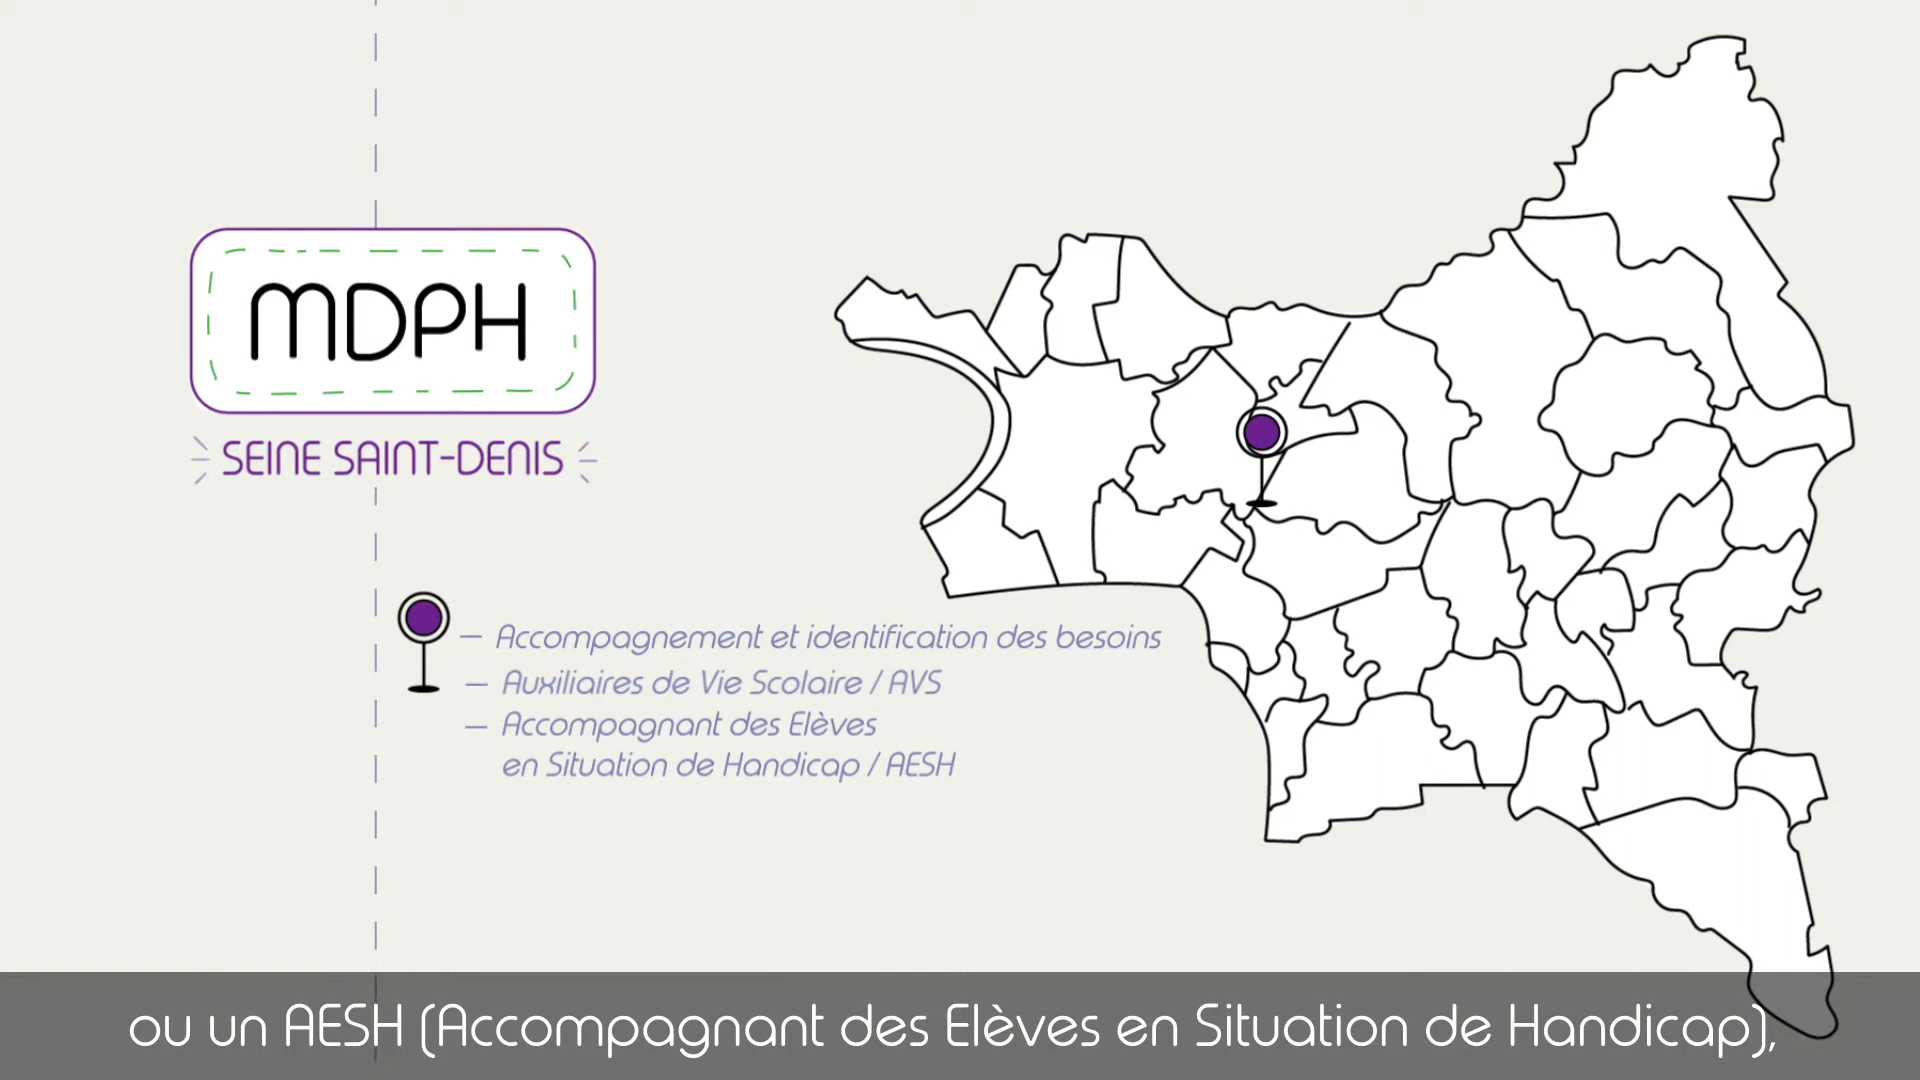 MDPH
SEINE SAINT-DENIS
— Accompagnement et identification des besoins
— Auxiliaires de Vie Scolaire / AVS
— Accompagnant des Elèves
en Situation de Handicap / AESH
ou un AESH (Accompagnant des Elèves en Situation de Handicap),